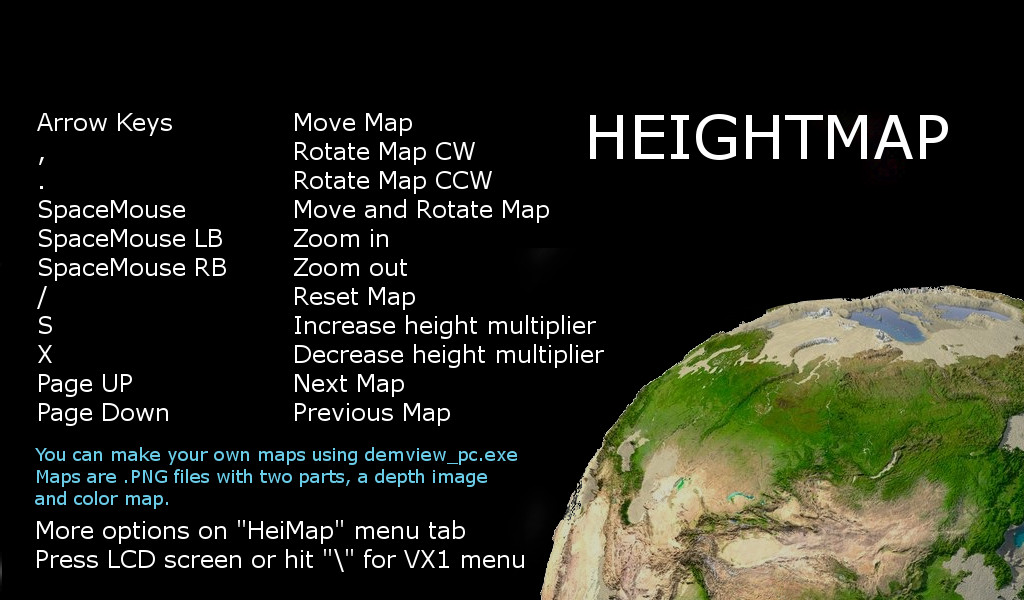 HEIGHTMAP
Arrow Keys Move Map
, Rotate Map CW
. Rotate Map CCW
SpaceMouse Move and Rotate Map
SpaceMouse LB Zoom in
SpaceMouse RB Zoom out
/ Reset Map
S Increase height multiplier
X Decrease height multiplier
Page UP Next Map
Page Down Previous Map
You can make your own maps using demview_pc.exe
Maps are .PNG files with two parts, a depth image
and color map.
More options on "HeiMap" menu tab
Press LCD screen or hit "\" for VX1 menu